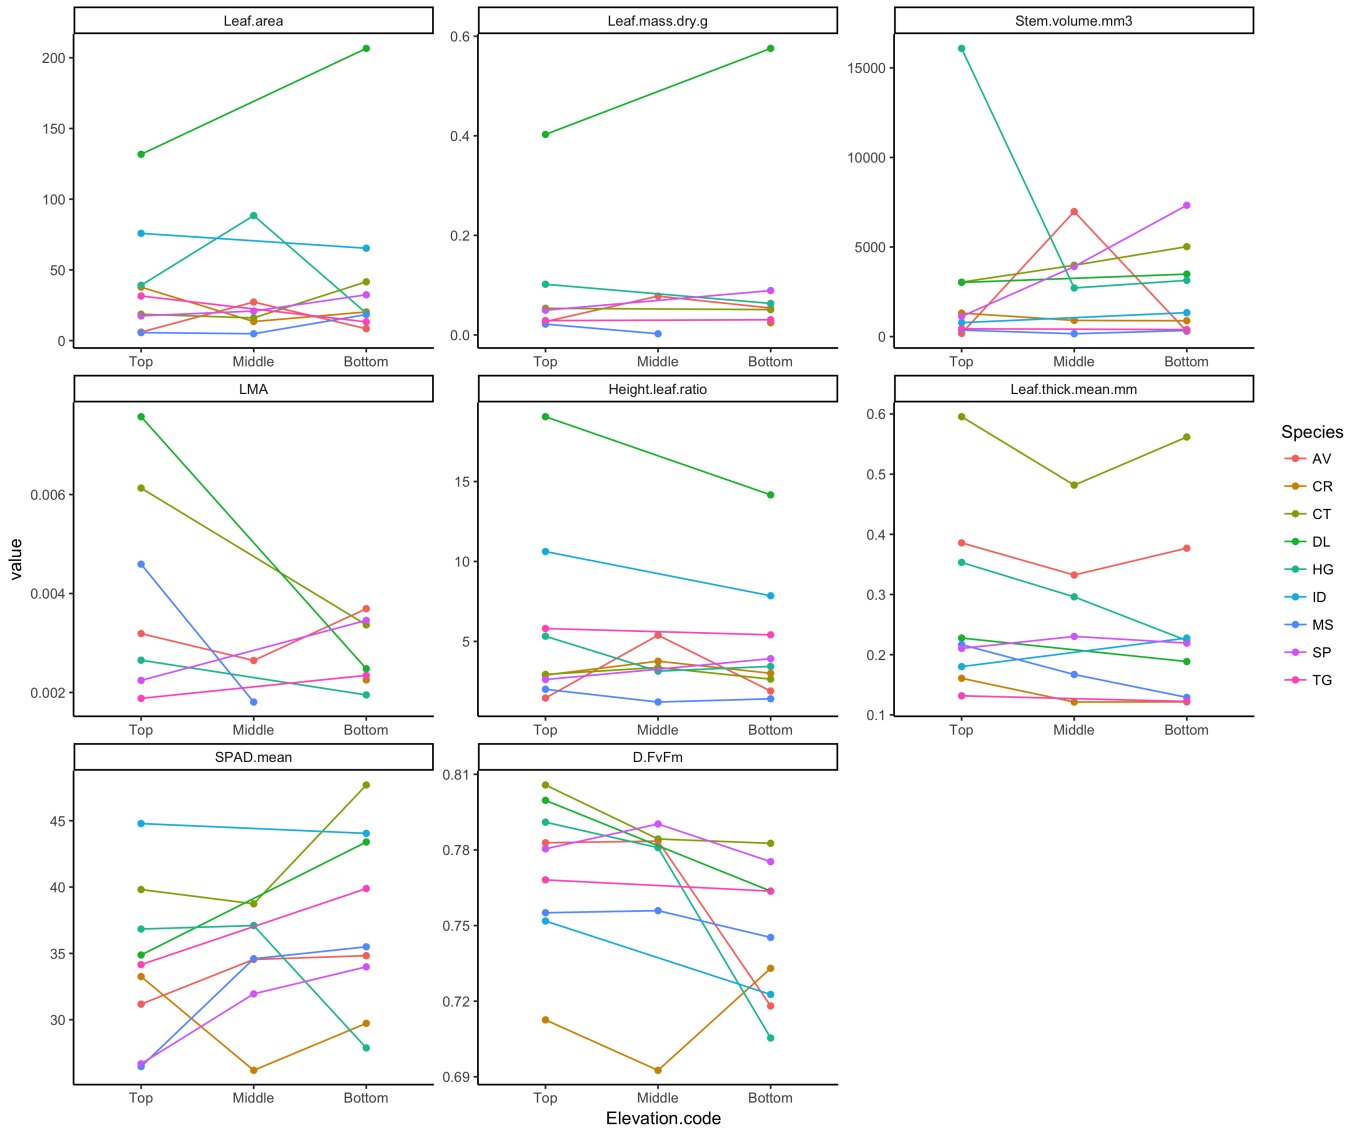 Leaf.area
Leaf.mass.dry.g
Stem.volume.mm3
200
150
100
50
0
Top Middle Bottom
0.6
0.4
0.2
0.0
Top Middle Bottom
15000
10000
5000
0
Top Middle Bottom
LMA
Height.leaf.ratio
Leaf.thick.mean.mm
0.006
0.004
0.002
Top Middle Bottom
15
10
5
Top Middle Bottom
0.6
0.5
0.4
0.3
0.2
0.1
Top Middle Bottom
SPAD.mean
D.FvFm
45
40
35
30
Top Middle Bottom
0.81
0.78
0.75
0.72
0.69
Top Middle Bottom
value
Elevation.code
Species
AV
CR
CT
DL
HG
ID
MS
SP
TG